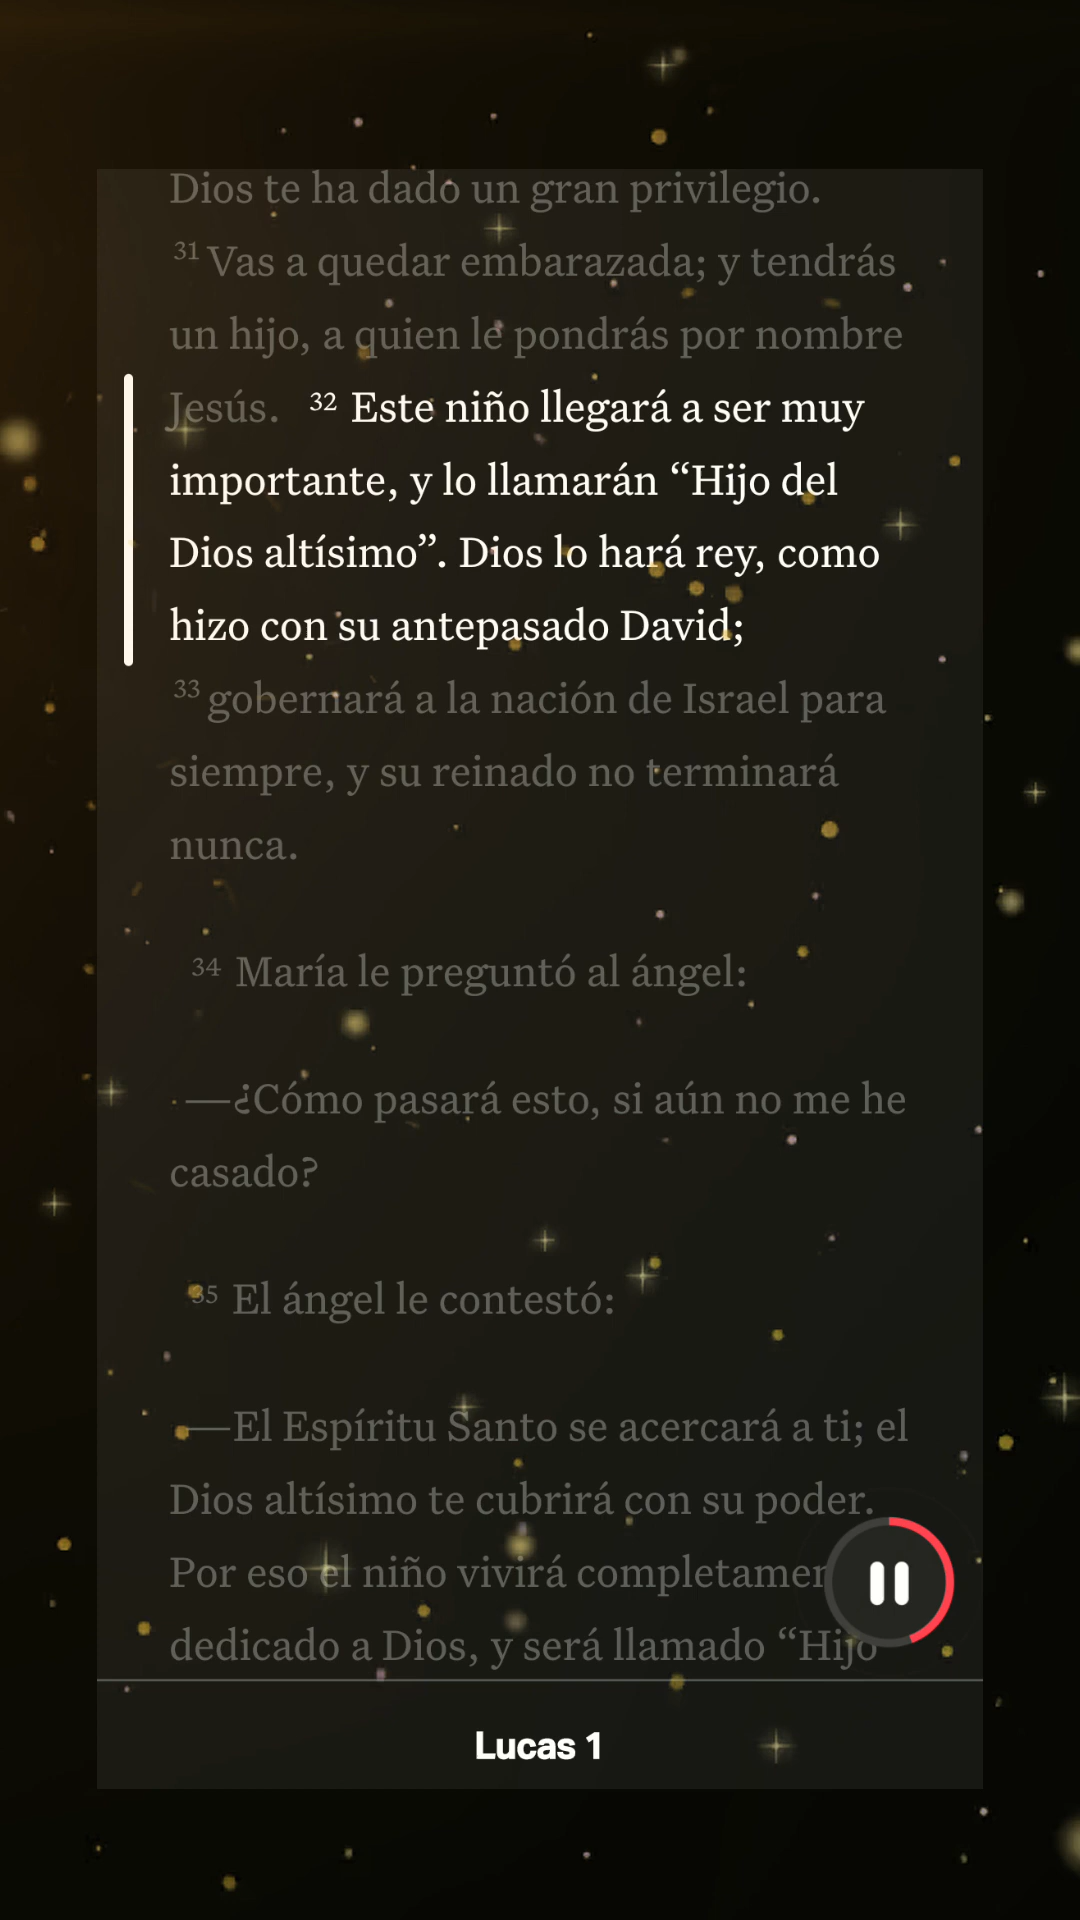 Dios te ha dado un gran privilegio.
31 Vas a quedar embarazada; y tendrás
un hijo, a quien le pondrás por nombre
Jesús. 32 Este niño llegará a ser muy
importante, y lo llamarán “Hijo del
Dios altísimo”. Dios lo hará rey, como
hizo con su antepasado David;
33 gobernará a la nación de Israel para
siempre, y su reinado no terminará
nunca.
34 María le preguntó al ángel:
—¿Cómo pasará esto, si aún no me he
casado?
35 El ángel le contestó:
—El Espíritu Santo se acercará a ti; el
Dios altísimo te cubrirá con su poder.
Por eso el niño vivirá
dedicado a Dios, y será llamado “Hijo
Lucas 1